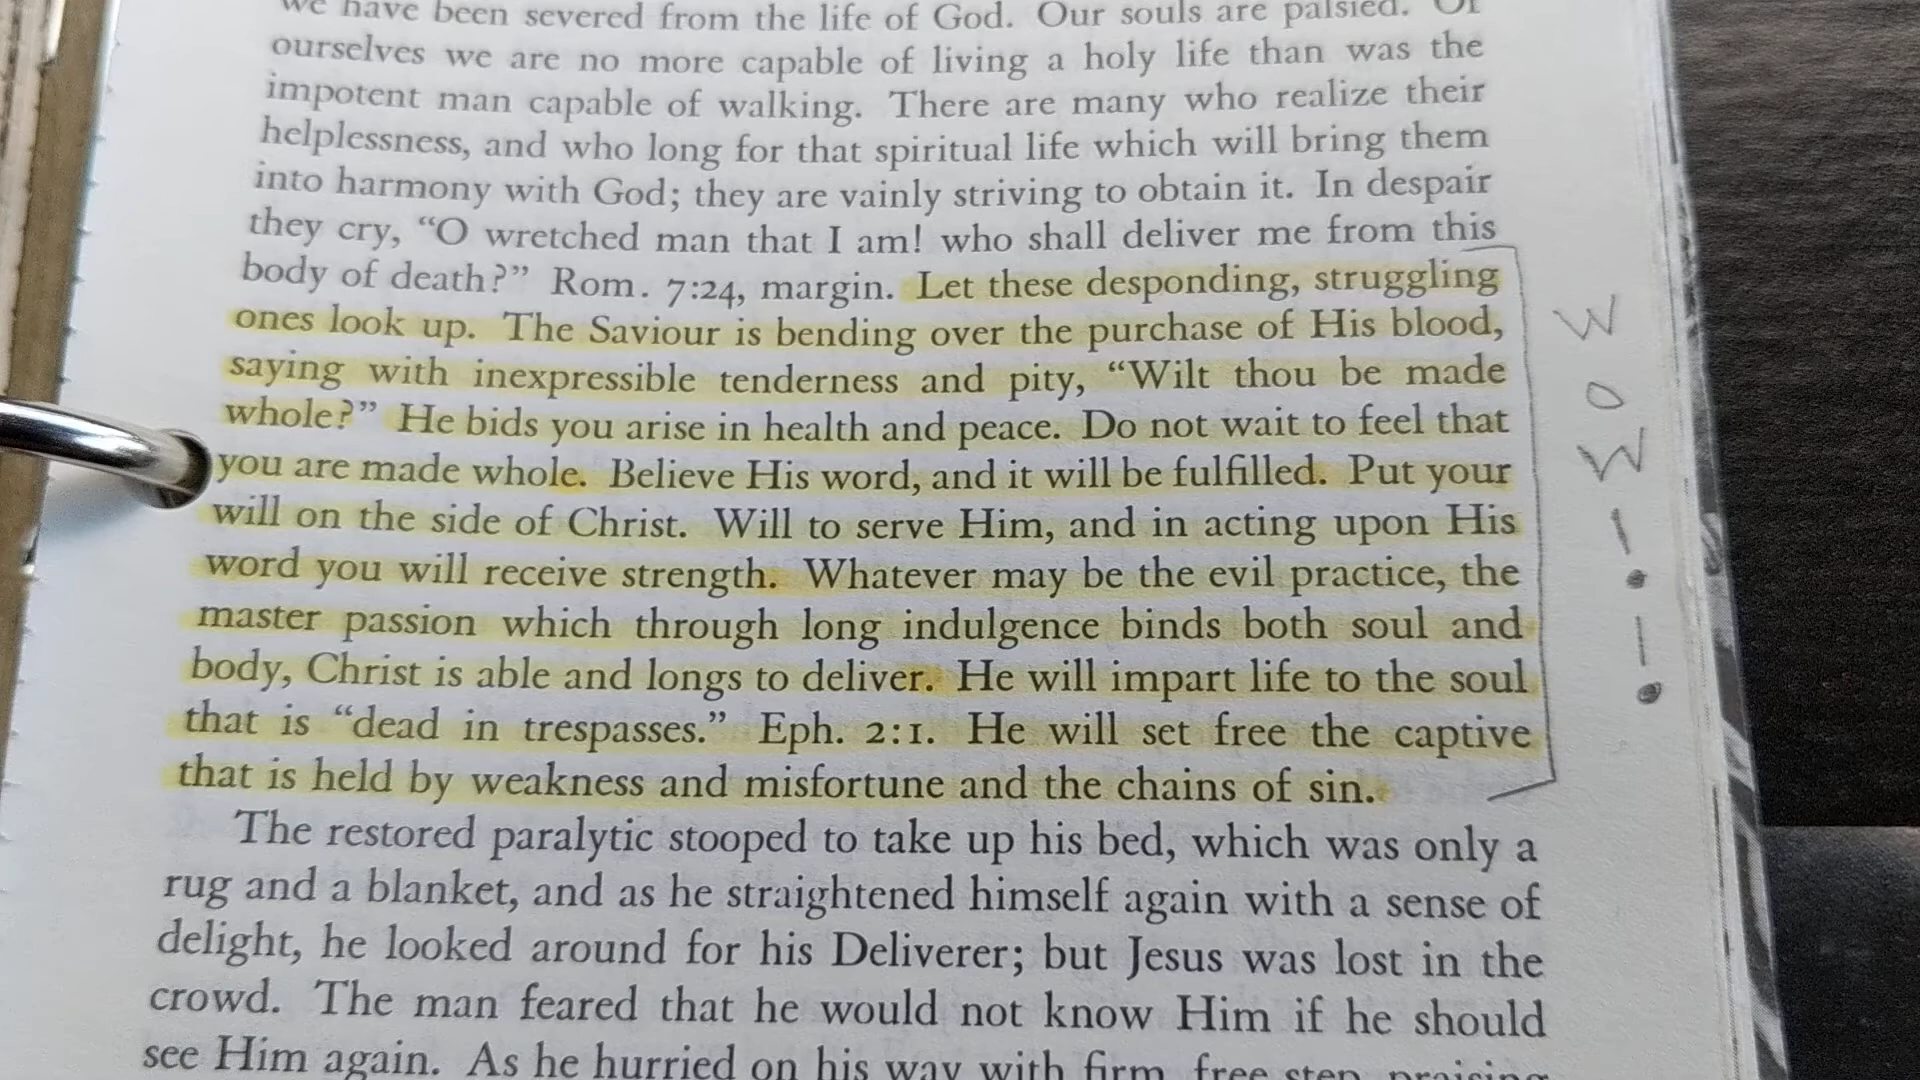 we have been severed from the life of God. Our souls are palsied. Of
ourselves we are no more capable of living a holy life than was the
impotent man capable of walking. There are many who realize their
helplessness, and who long for that spiritual life which will bring them
into harmony with God; they are vainly striving to obtain it. In despair
they cry, “O wretched man that I am! who shall deliver me from this
body of death?” Rom. 7:24, margin. Let these desponding, struggling
ones look up. The Saviour is bending over the purchase of His blood,
saying with inexpressible tenderness and pity, “Wilt thou be made
whole?” He bids you arise in health and peace. Do not wait to feel that
you are made whole. Believe His word, and it will be fulfilled. Put your
will on the side of Christ. Will to serve Him, and in acting upon His
word you will receive strength. Whatever may be the evil practice, the
master passion which through long indulgence binds both soul and
body, Christ is able and longs to deliver. He will impart life to the soul
that is “dead in trespasses.” Eph. 2:1. He will set free the captive
that is held by weakness and misfortune and the chains of sin.
The restored paralytic stooped to take up his bed, which was only a
rug and a blanket, and as he straightened himself again with a sense of
delight, he looked around for his Deliverer; but Jesus was lost in the
crowd. The man feared that he would not know Him if he should
see Him again. As he hurried on his way with firm, free step, praising
WOW!!